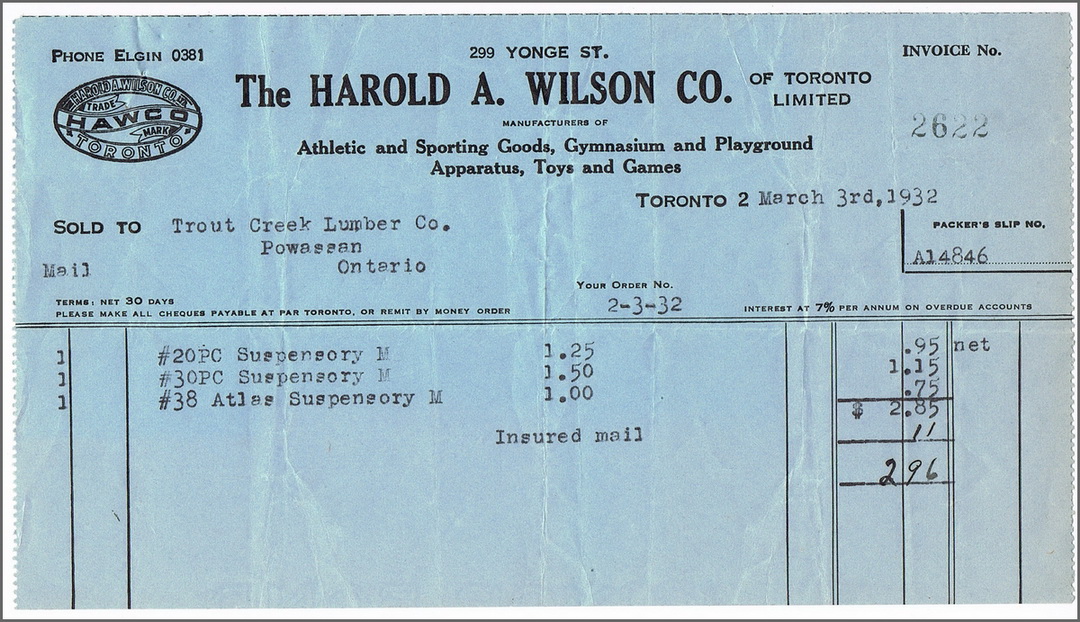 PHONE ELGIN 0381
299 YONGE ST.
INVOICE No.
The HAROLD A. WILSON CO. OF TORONTO LIMITED
HAROLD A. WILSON CO.
TRADE
HAWCO
MARK
TORONTO
2622
MANUFACTURERS OF
Athletic and Sporting Goods, Gymnasium and Playground
Apparatus, Toys and Games
TORONTO 2 March 3rd,1932
SOLD TO Trout Creek Lumber Co.
Powassan
Mail Ontario
PACKER'S SLIP NO.
A14846
YOUR ORDER NO.
2-3-32
TERMS: NET 30 DAYS
PLEASE MAKE ALL CHEQUES PAYABLE AT PAR TORONTO, OR REMIT BY MONEY ORDER
INTEREST AT 7% PER ANNUM ON OVERDUE ACCOUNTS
1 #20PC Suspensory M 1.25 .95 net
1 #30PC Suspensory M 1.50 1.15
1 #38 Atlas Suspensory M 1.00 .75
$ 2.85
Insured mail 11
2 96